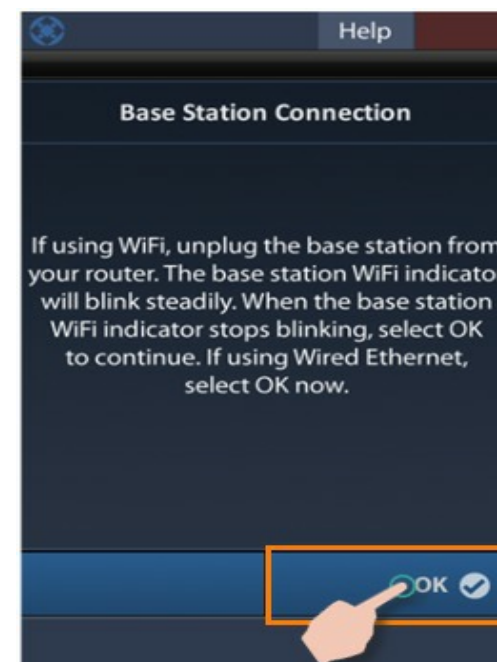 Help
Base Station Connection
If using WiFi, unplug the base station from
your router. The base station WiFi indicato
will blink steadily. When the base station
WiFi indicator stops blinking, select OK
to continue. If using Wired Ethernet,
select OK now.
OK